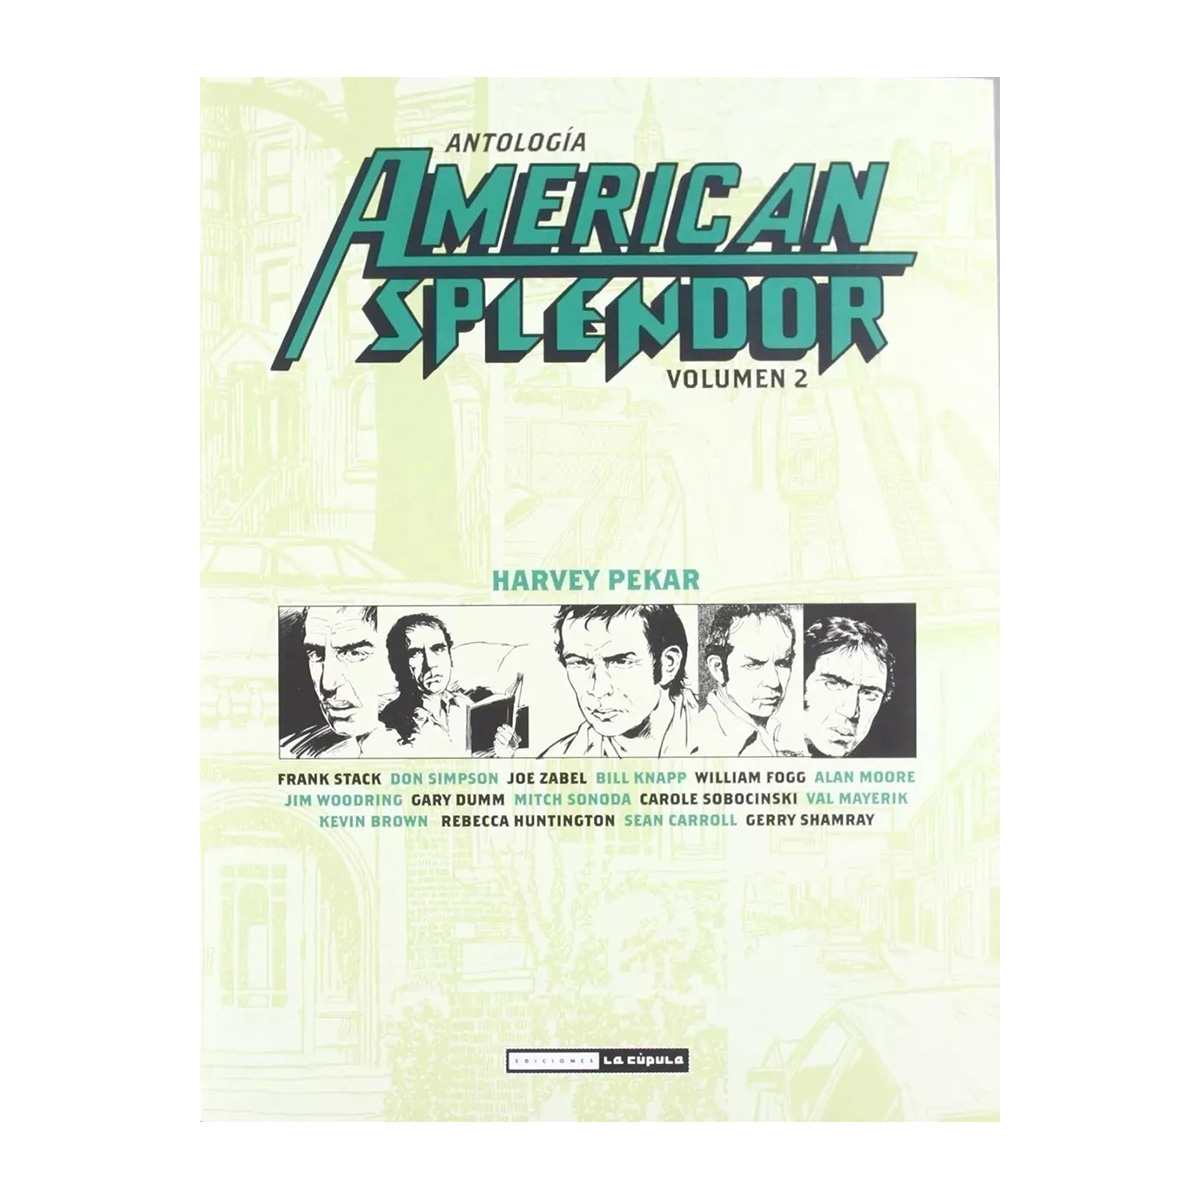 ANTOLOGÍA
AMERICAN
SPLENDOR
VOLUMEN 2
HARVEY PEKAR
FRANK STACK DON SIMPSON JOE ZABEL BILL KNAPP WILLIAM FOGG ALAN MOORE
JIM WOODRING GARY DUMM MITCH SONODA CAROLE SOBOCINSKI VAL MAYERIK
KEVIN BROWN REBECCA HUNTINGTON SEAN CARROLL GERRY SHAMRAY
EDICIONES LA CÚPULA